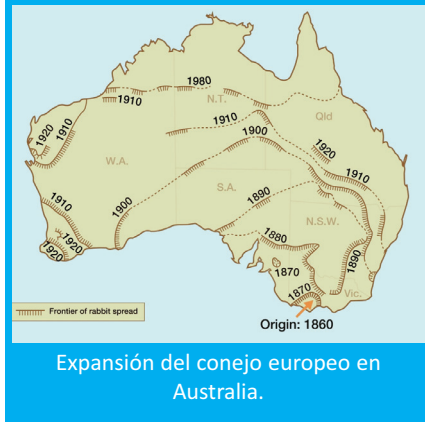 1980
1910
N.T.
Qld
1920
1910
1910
1900
1920
W.A.
1910
S.A.
1890
1910
1900
N.S.W.
1880
1890
1920
1870
1920
1870
Vic.
Frontier of rabbit spread
Origin: 1860
Expansión del conejo europeo en
Australia.